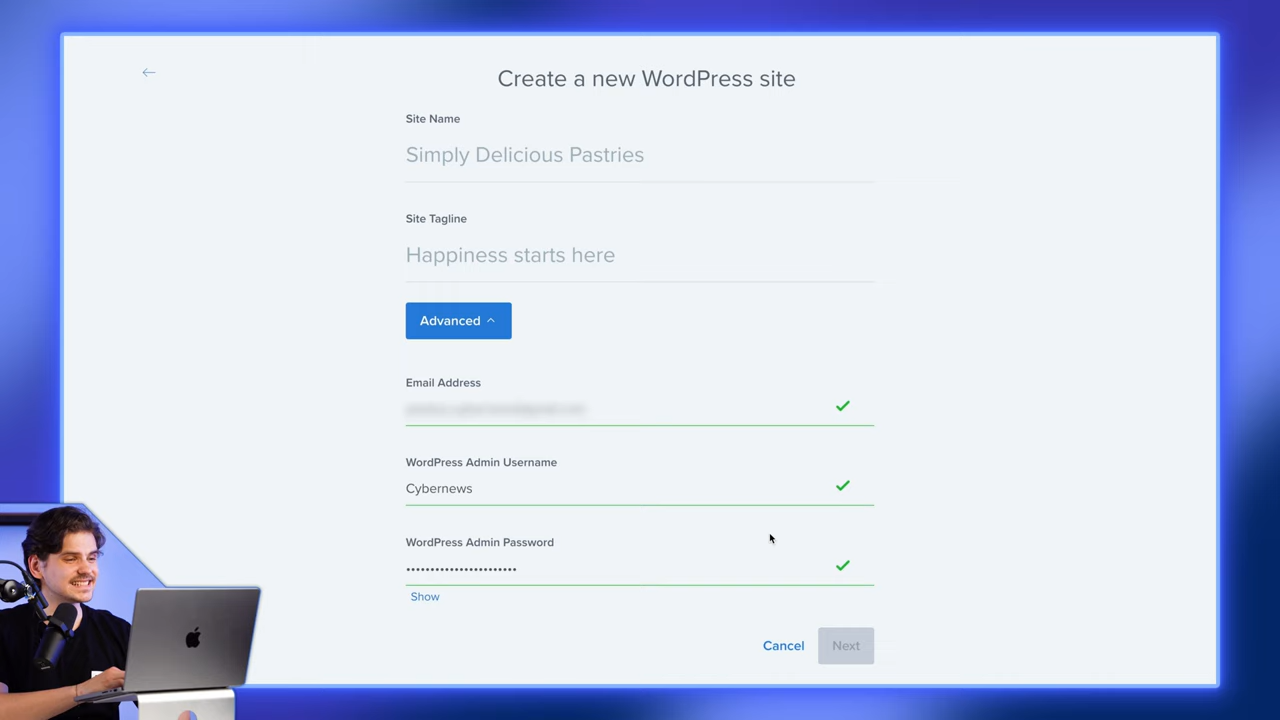 Create a new WordPress site
Site Name
Simply Delicious Pastries
Site Tagline
Happiness starts here
Advanced
Email Address
WordPress Admin Username
Cybernews
WordPress Admin Password
••••••••••••••••••••••
Show
Cancel
Next